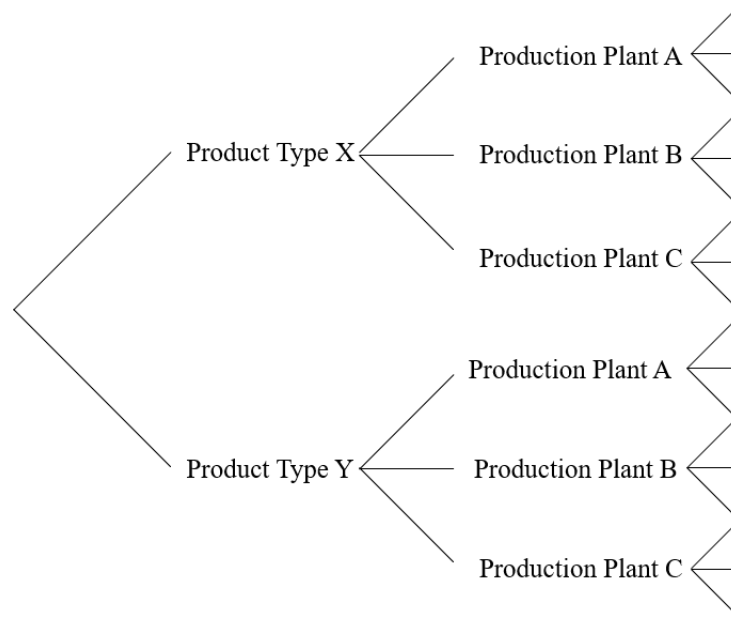 Production Plant A
Product Type X
Production Plant B
Production Plant C
Production Plant A
Product Type Y
Production Plant B
Production Plant C